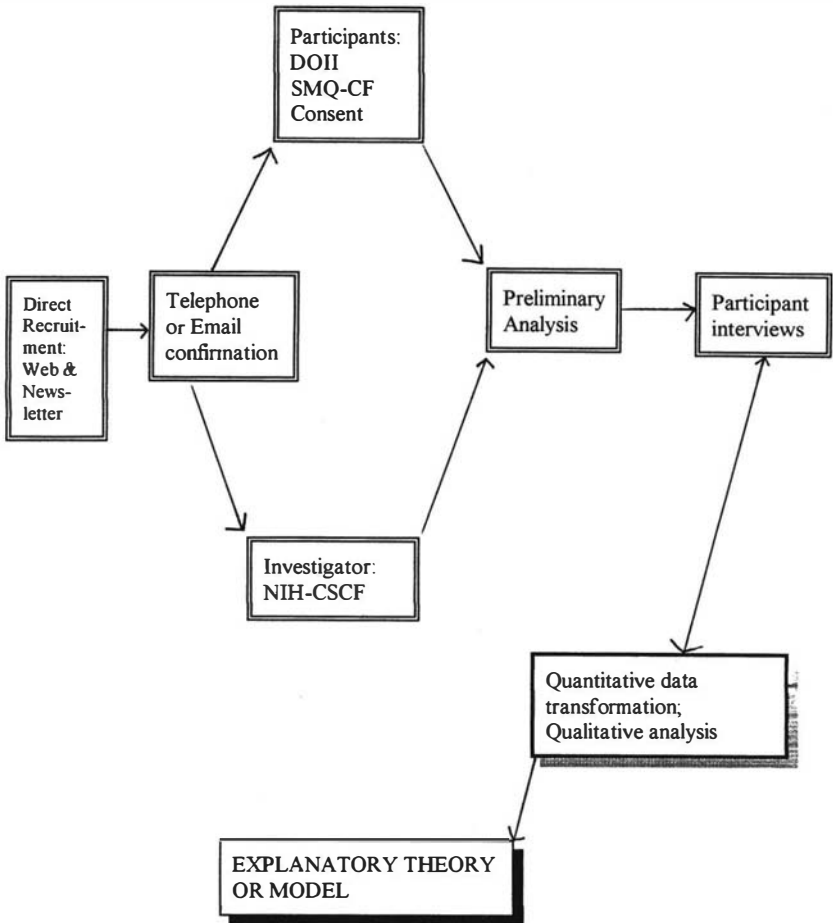 Participants:
DOII
SMQ-CF
Consent
Direct
Recruit-
ment:
Web &
News-
letter
Telephone
or Email
confirmation
Preliminary
Analysis
Participant
interviews
Investigator:
NIH-CSCF
Quantitative data
transformation;
Qualitative analysis
EXPLANATORY THEORY
OR MODEL